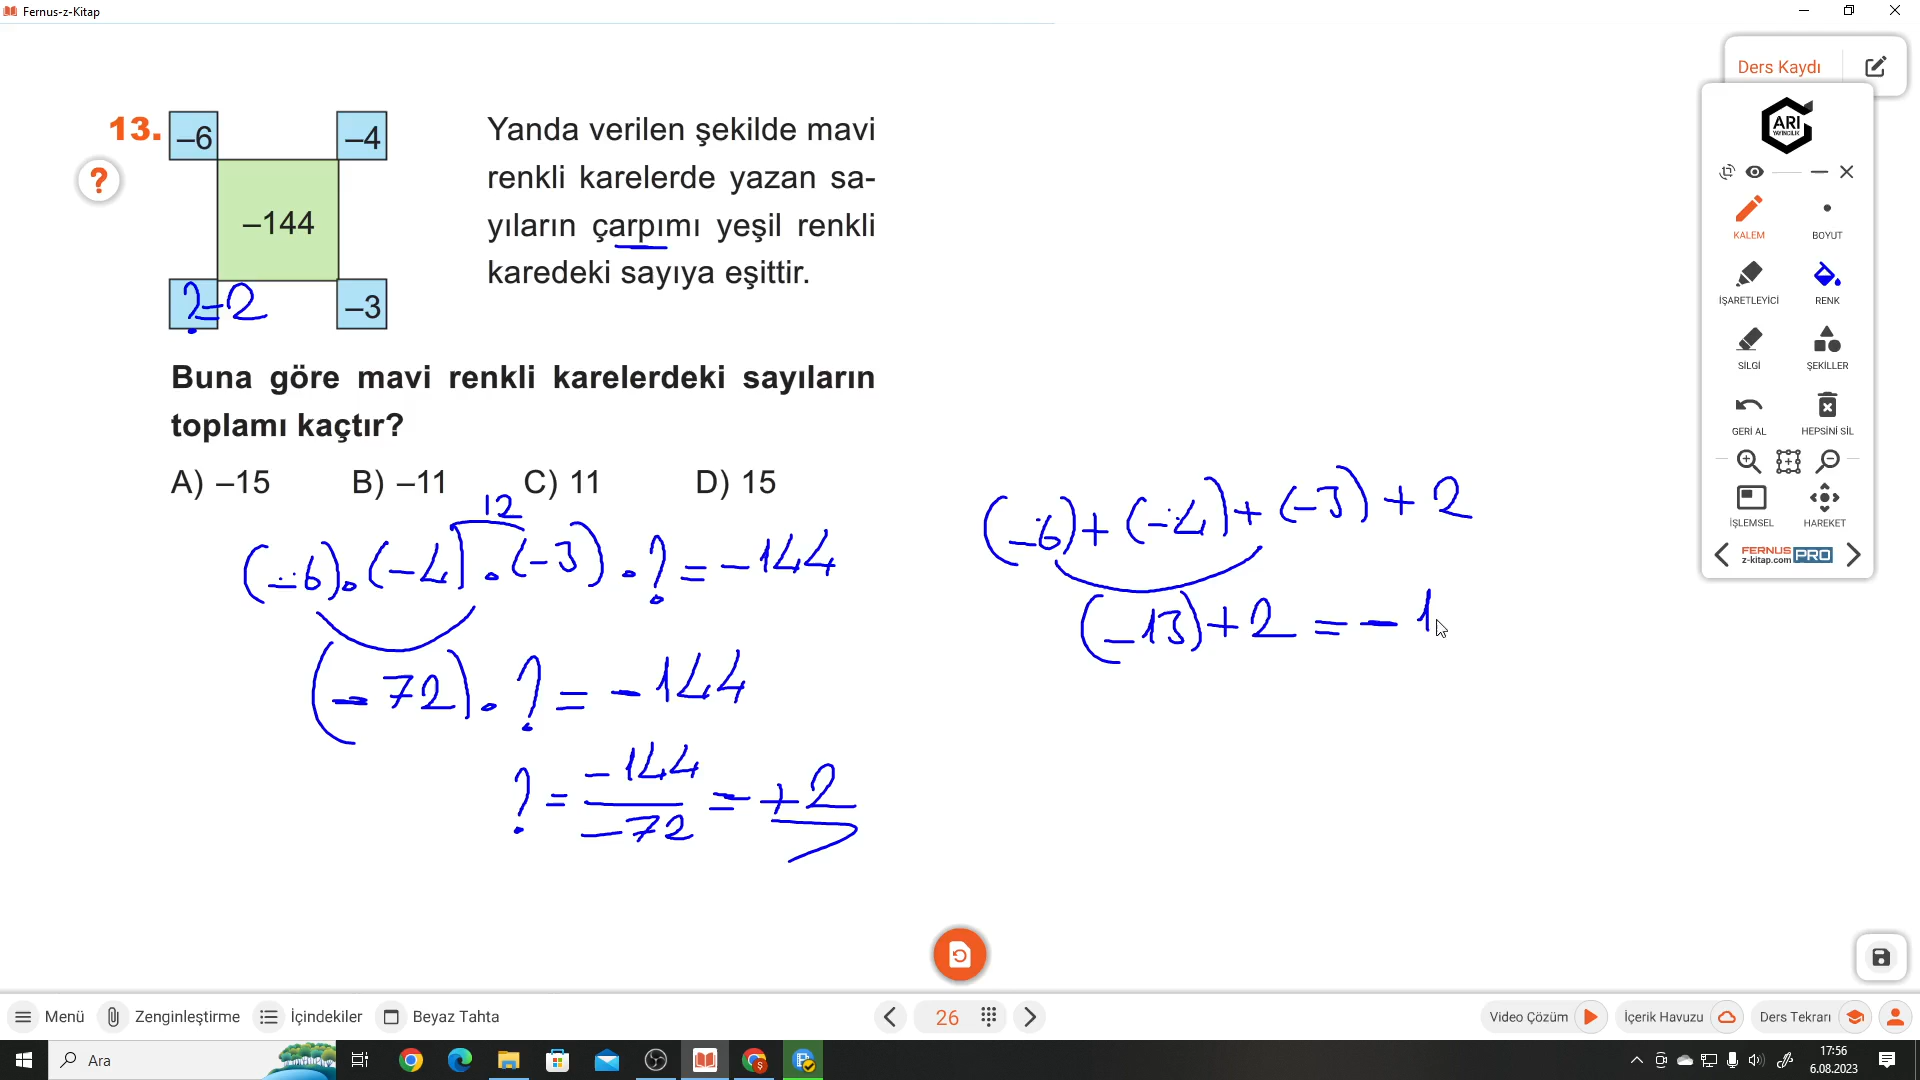 Fernus-z-Kitap
Ders Kaydı
13.
–6
–4
–144
? = 2
–3
Yanda verilen şekilde mavi
renkli karelerde yazan sa-
yıların çarpımı yeşil renkli
karedeki sayıya eşittir.
Buna göre mavi renkli karelerdeki sayıların
toplamı kaçtır?
A) –15 B) –11 C) 11 D) 15
12
(-6).(-4).(-3).? = -144
(-72).? = -144
? = -144 / -72 = +2
(-6)+(-4)+(-3)+2
(-13)+2 = -1
ARI
YAYINCILIK
KALEM
BOYUT
İŞARETLEYİCİ
RENK
SİLGİ
ŞEKİLLER
GERİ AL
HEPSİNİ SİL
İŞLEMSEL
HAREKET
FERNUS PRO
z-kitap.com
Menü
Zenginleştirme
İçindekiler
Beyaz Tahta
26
Video Çözüm
İçerik Havuzu
Ders Tekrarı
Ara
17:56
6.08.2023